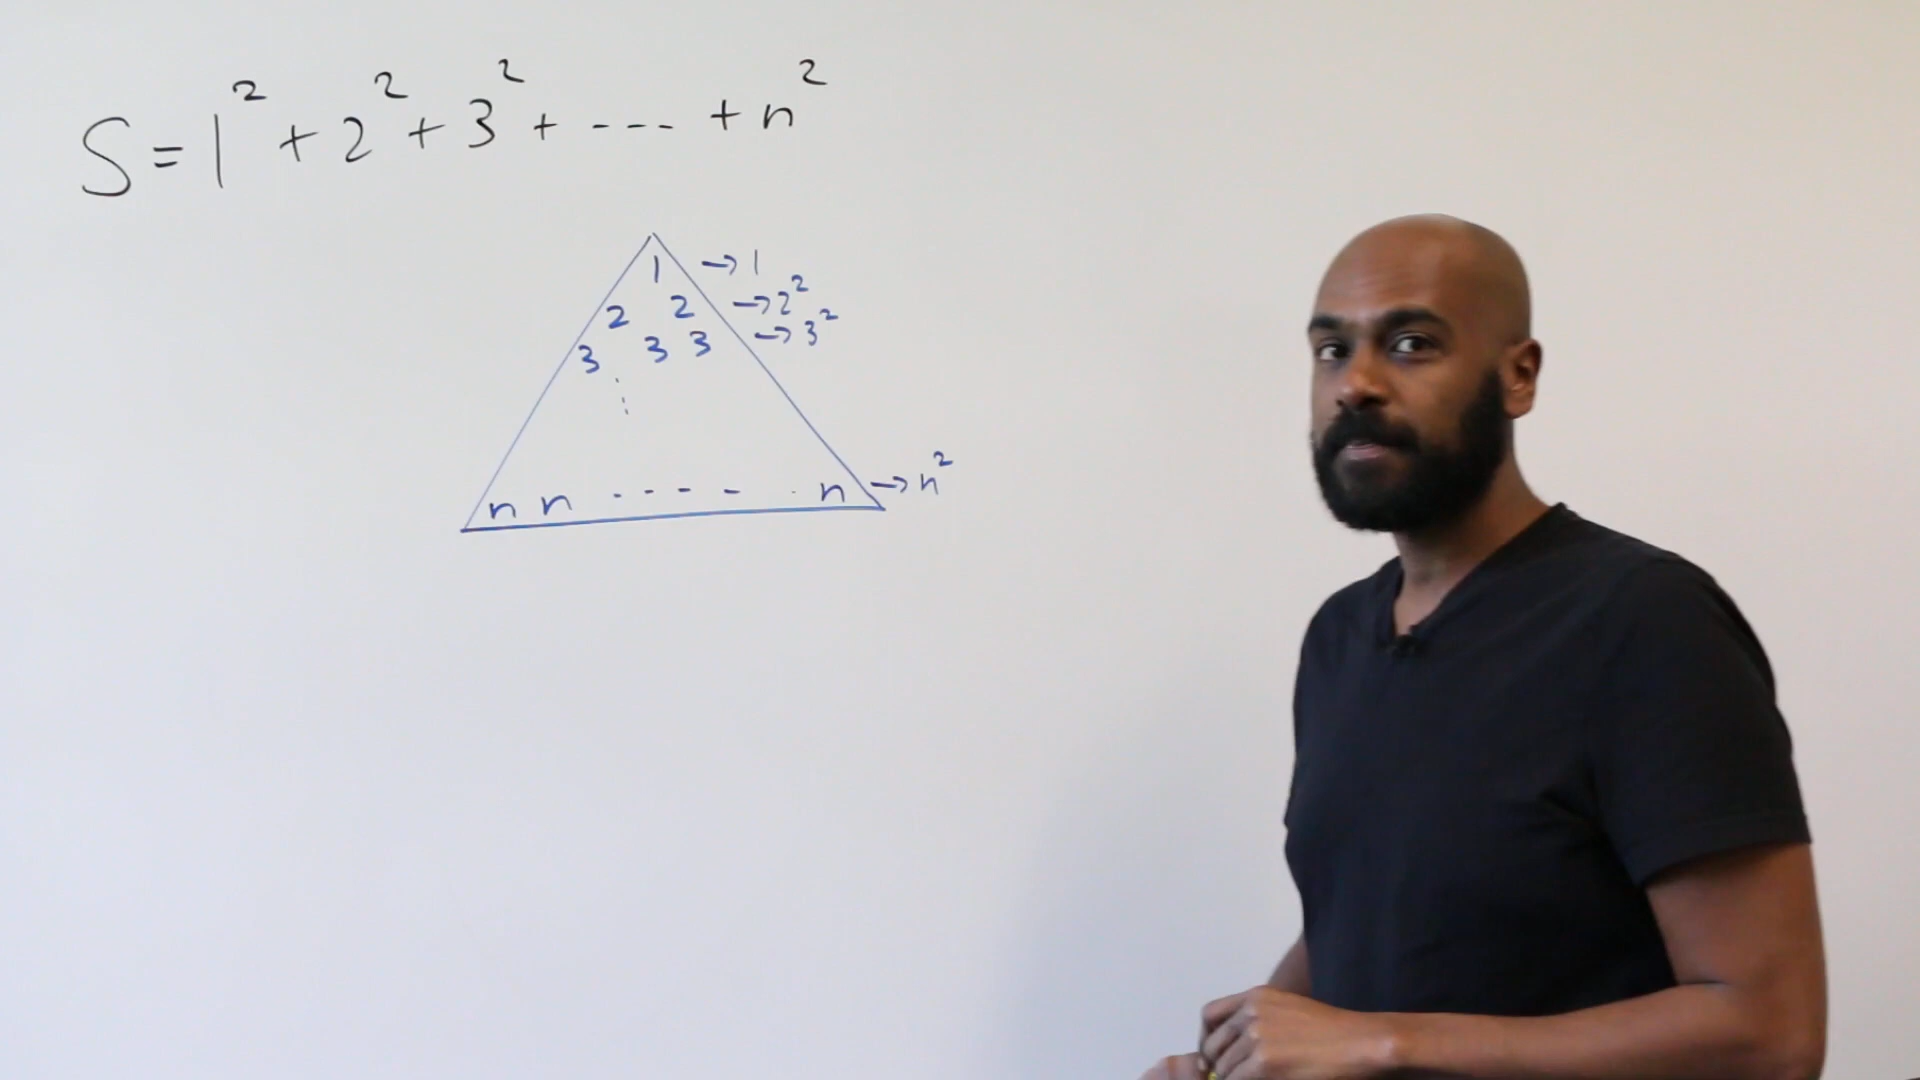 S = 1² + 2² + 3² + ---- + n²
1 → 1
2 2 → 2²
3 3 3 → 3²
⋮
n n ----- . n → n²